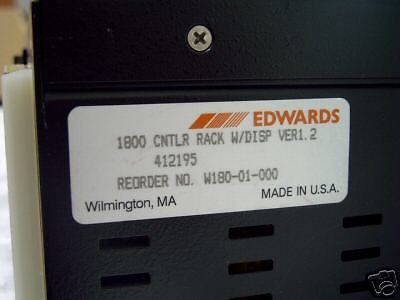 EDWARDS
1800 CNTLR RACK W/DISP VER1.2
412195
REORDER NO. W180-01-000
Wilmington, MA MADE IN U.S.A.